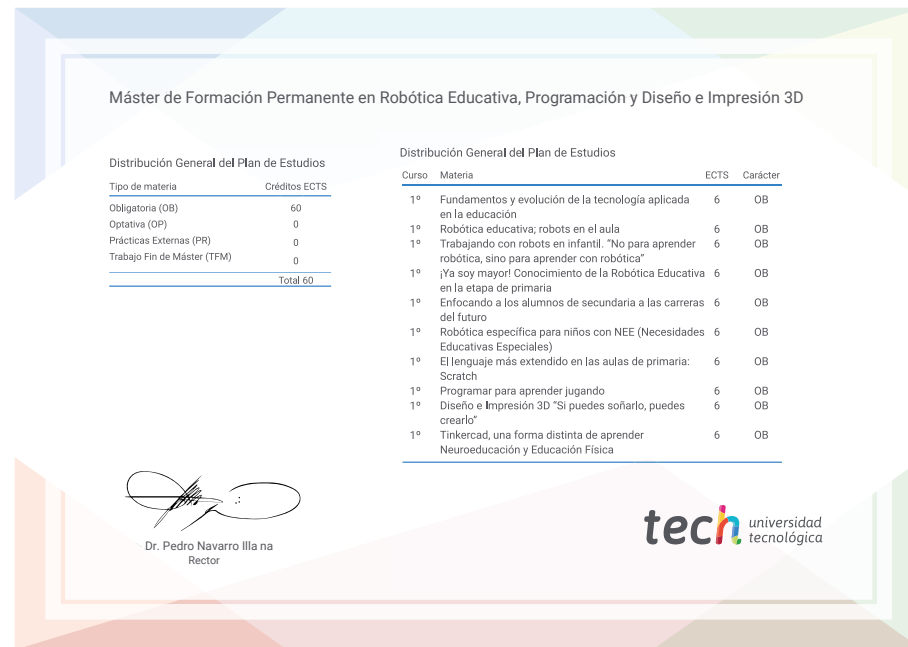 Máster de Formación Permanente en Robótica Educativa, Programación y Diseño e Impresión 3D
Distribución General del Plan de Estudios
Tipo de materia Créditos ECTS
Obligatoria (OB) 60
Optativa (OP) 0
Prácticas Externas (PR) 0
Trabajo Fin de Máster (TFM) 0
Total 60
Distribución General del Plan de Estudios
Curso Materia ECTS Carácter
1º Fundamentos y evolución de la tecnología aplicada 6 OB
en la educación
1º Robótica educativa; robots en el aula 6 OB
1º Trabajando con robots en infantil. “No para aprender 6 OB
robótica, sino para aprender con robótica”
1º ¡Ya soy mayor! Conocimiento de la Robótica Educativa 6 OB
en la etapa de primaria
1º Enfocando a los alumnos de secundaria a las carreras 6 OB
del futuro
1º Robótica específica para niños con NEE (Necesidades 6 OB
Educativas Especiales)
1º El lenguaje más extendido en las aulas de primaria: 6 OB
Scratch
1º Programar para aprender jugando 6 OB
1º Diseño e Impresión 3D “Si puedes soñarlo, puedes 6 OB
crearlo”
1º Tinkercad, una forma distinta de aprender 6 OB
Neuroeducación y Educación Física
Dr. Pedro Navarro Illa na
Rector
tech universidad
tecnológica